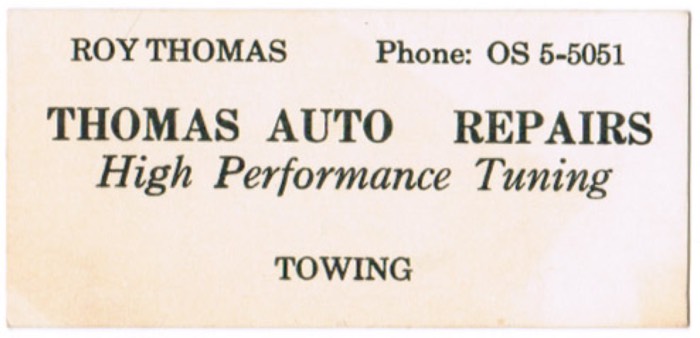 ROY THOMAS Phone: OS 5-5051
THOMAS AUTO REPAIRS
High Performance Tuning
TOWING